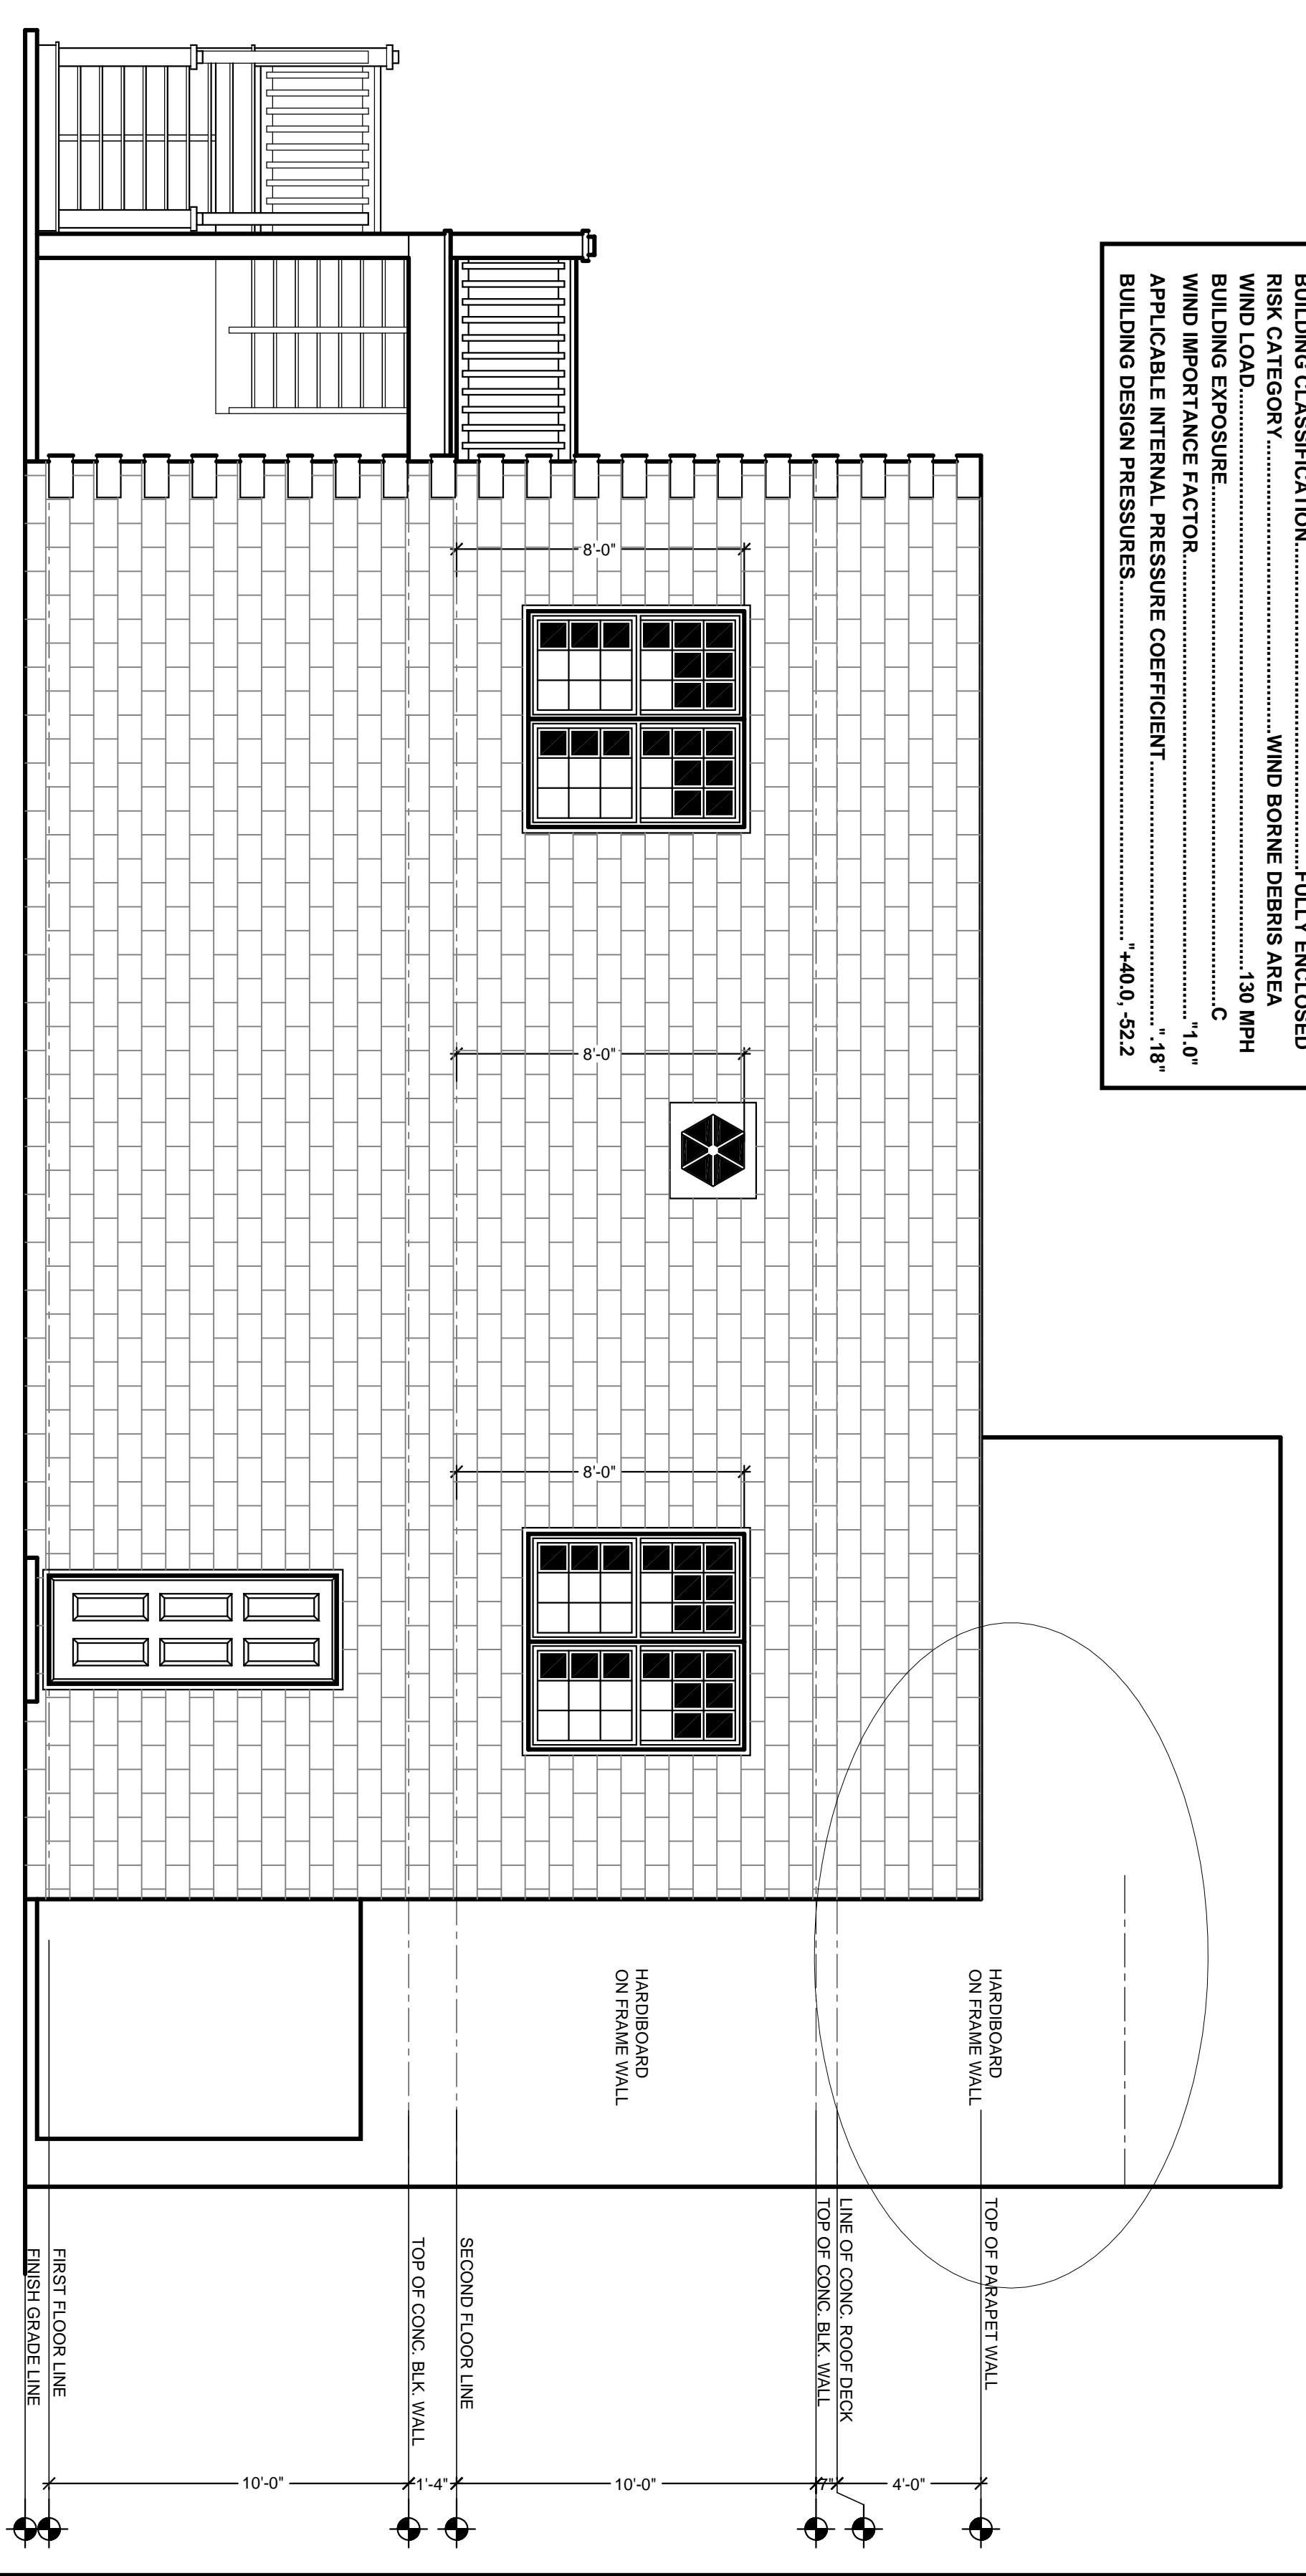 BUILDING CLASSIFICATION..........FULLY ENCLOSED
RISK CATEGORY..........WIND BORNE DEBRIS AREA
WIND LOAD..........130 MPH
BUILDING EXPOSURE..........C
WIND IMPORTANCE FACTOR.........."1.0"
APPLICABLE INTERNAL PRESSURE COEFFICIENT..........".18"
BUILDING DESIGN PRESSURES.........."+40.0, -52.2
HARDIBOARD
ON FRAME WALL
TOP OF PARAPET WALL
4'-0"
LINE OF CONC. ROOF DECK
7"
TOP OF CONC. BLK. WALL
8'-0"
8'-0"
8'-0"
HARDIBOARD
ON FRAME WALL
10'-0"
SECOND FLOOR LINE
1'-4"
TOP OF CONC. BLK. WALL
10'-0"
FIRST FLOOR LINE
FINISH GRADE LINE